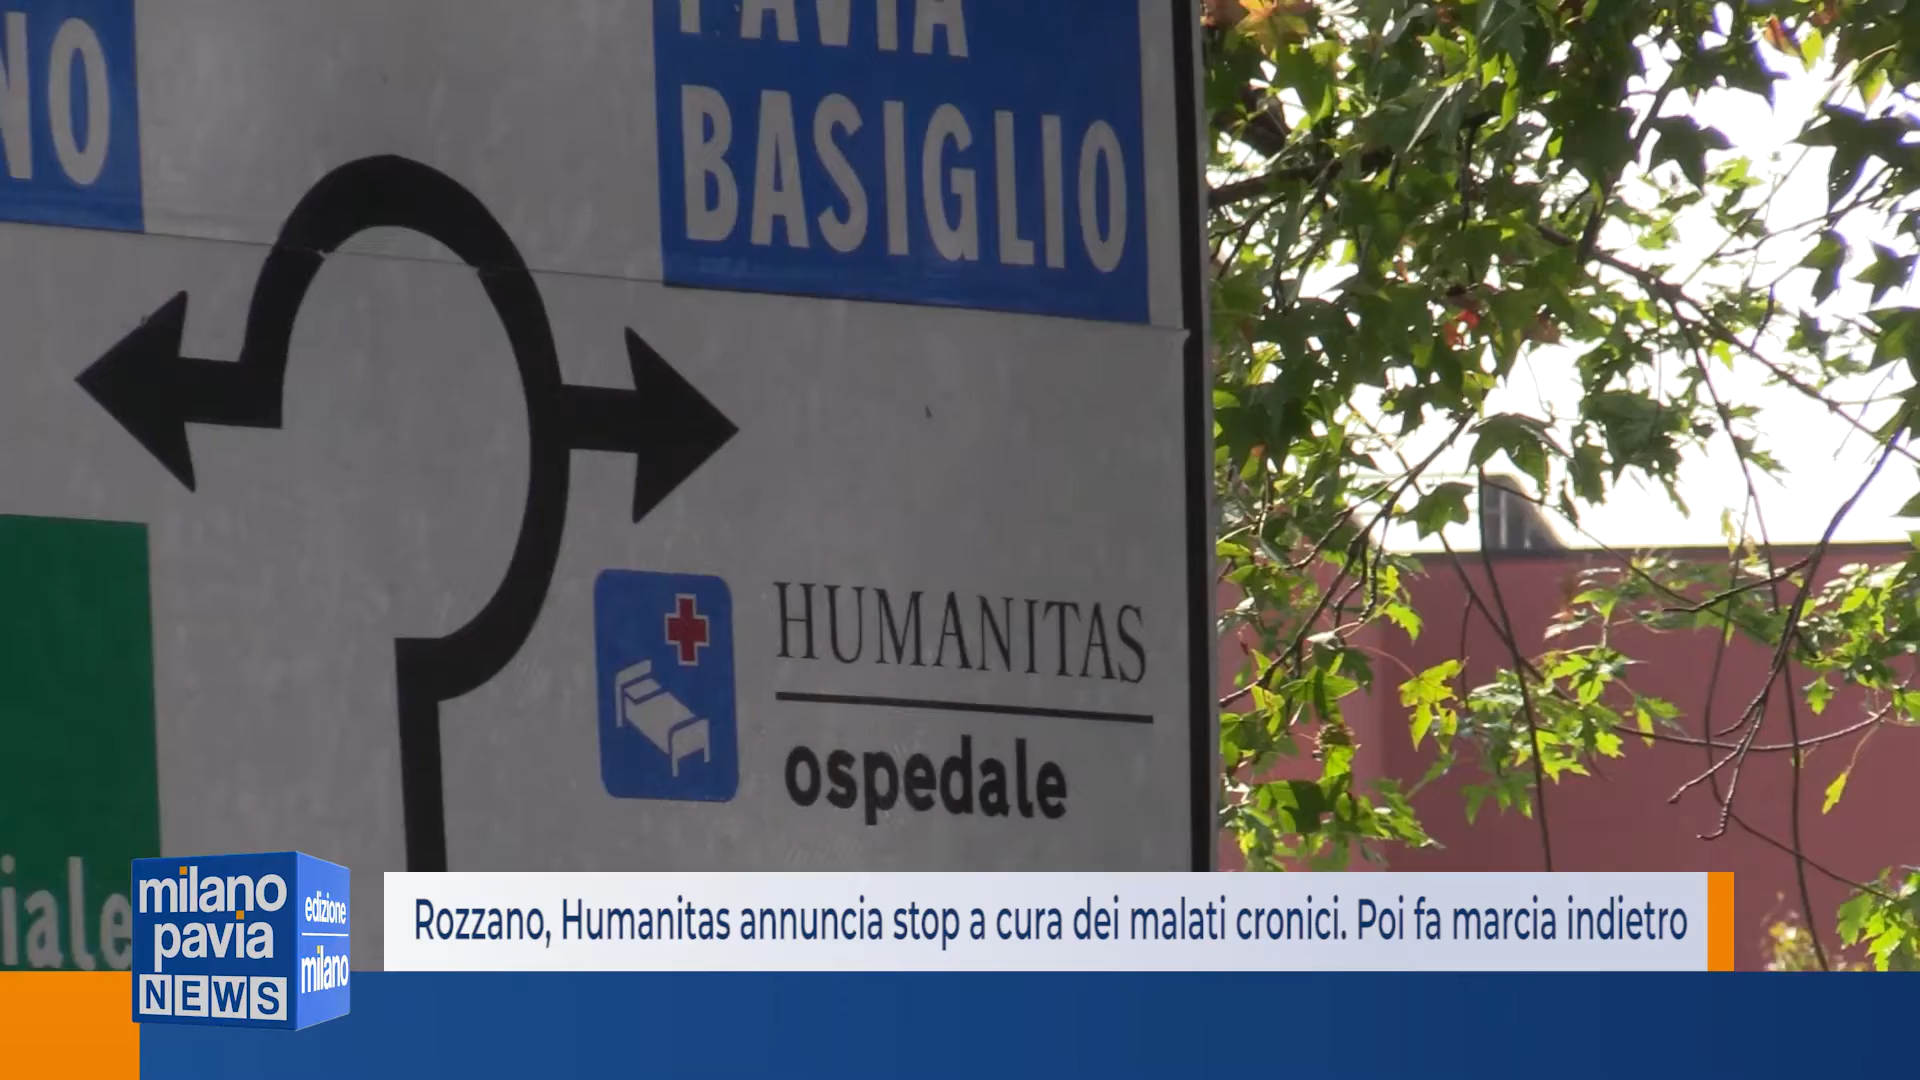 PAVIA
BASIGLIO
HUMANITAS
ospedale
milano
pavia
NEWS
edizione
milano
Rozzano, Humanitas annuncia stop a cura dei malati cronici. Poi fa marcia indietro